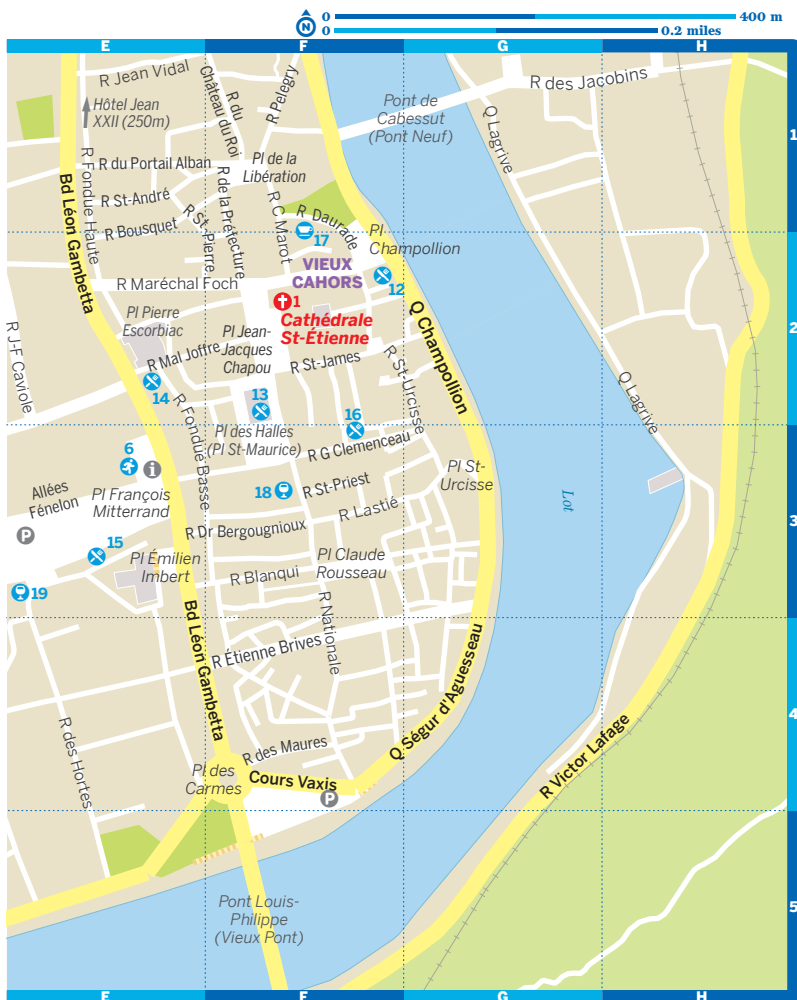 0
400 m
N
0
0.2 miles
E
F
G
H
R Jean Vidal
Château du Roi
R du
R Pelegry
Hôtel Jean
XXII (250m)
Pont de
Cabessut
(Pont Neuf)
R des Jacobins
Q Lagrive
1
R du Portail Alban
Pl de la
Libération
R Fondue Haute
R St-André
R de la Préfecture
R C Marot
Bd Léon Gambetta
R Bousquet
R St-Pierre
R Daurade
17
Pl
Champollion
VIEUX
CAHORS
R Maréchal Foch
12
1
Cathédrale
St-Étienne
Pl Pierre
Escorbiac
Q Champollion
2
R J-F Caviole
Pl Jean-
Jacques
Chapou
R Mal Joffre
R St-James
R St-Urcisse
Q Lagrive
14
13
16
R Fondue Basse
Pl des Halles
(Pl St-Maurice)
R G Clemenceau
6
i
Pl St-
Urcisse
Allées
Fénelon
Pl François
Mitterrand
18
R St-Priest
Lot
R Lastié
3
P
R Dr Bergougnioux
15
Pl Émilien
Imbert
Pl Claude
Rousseau
R Blanqui
19
R Nationale
Bd Léon Gambetta
R Étienne Brives
Q Ségur d'Aguesseau
4
R des Hortes
R des Maures
R Victor Lafage
Pl des
Carmes
Cours Vaxis
P
Pont Louis-
Philippe
(Vieux Pont)
5
E
F
G
H